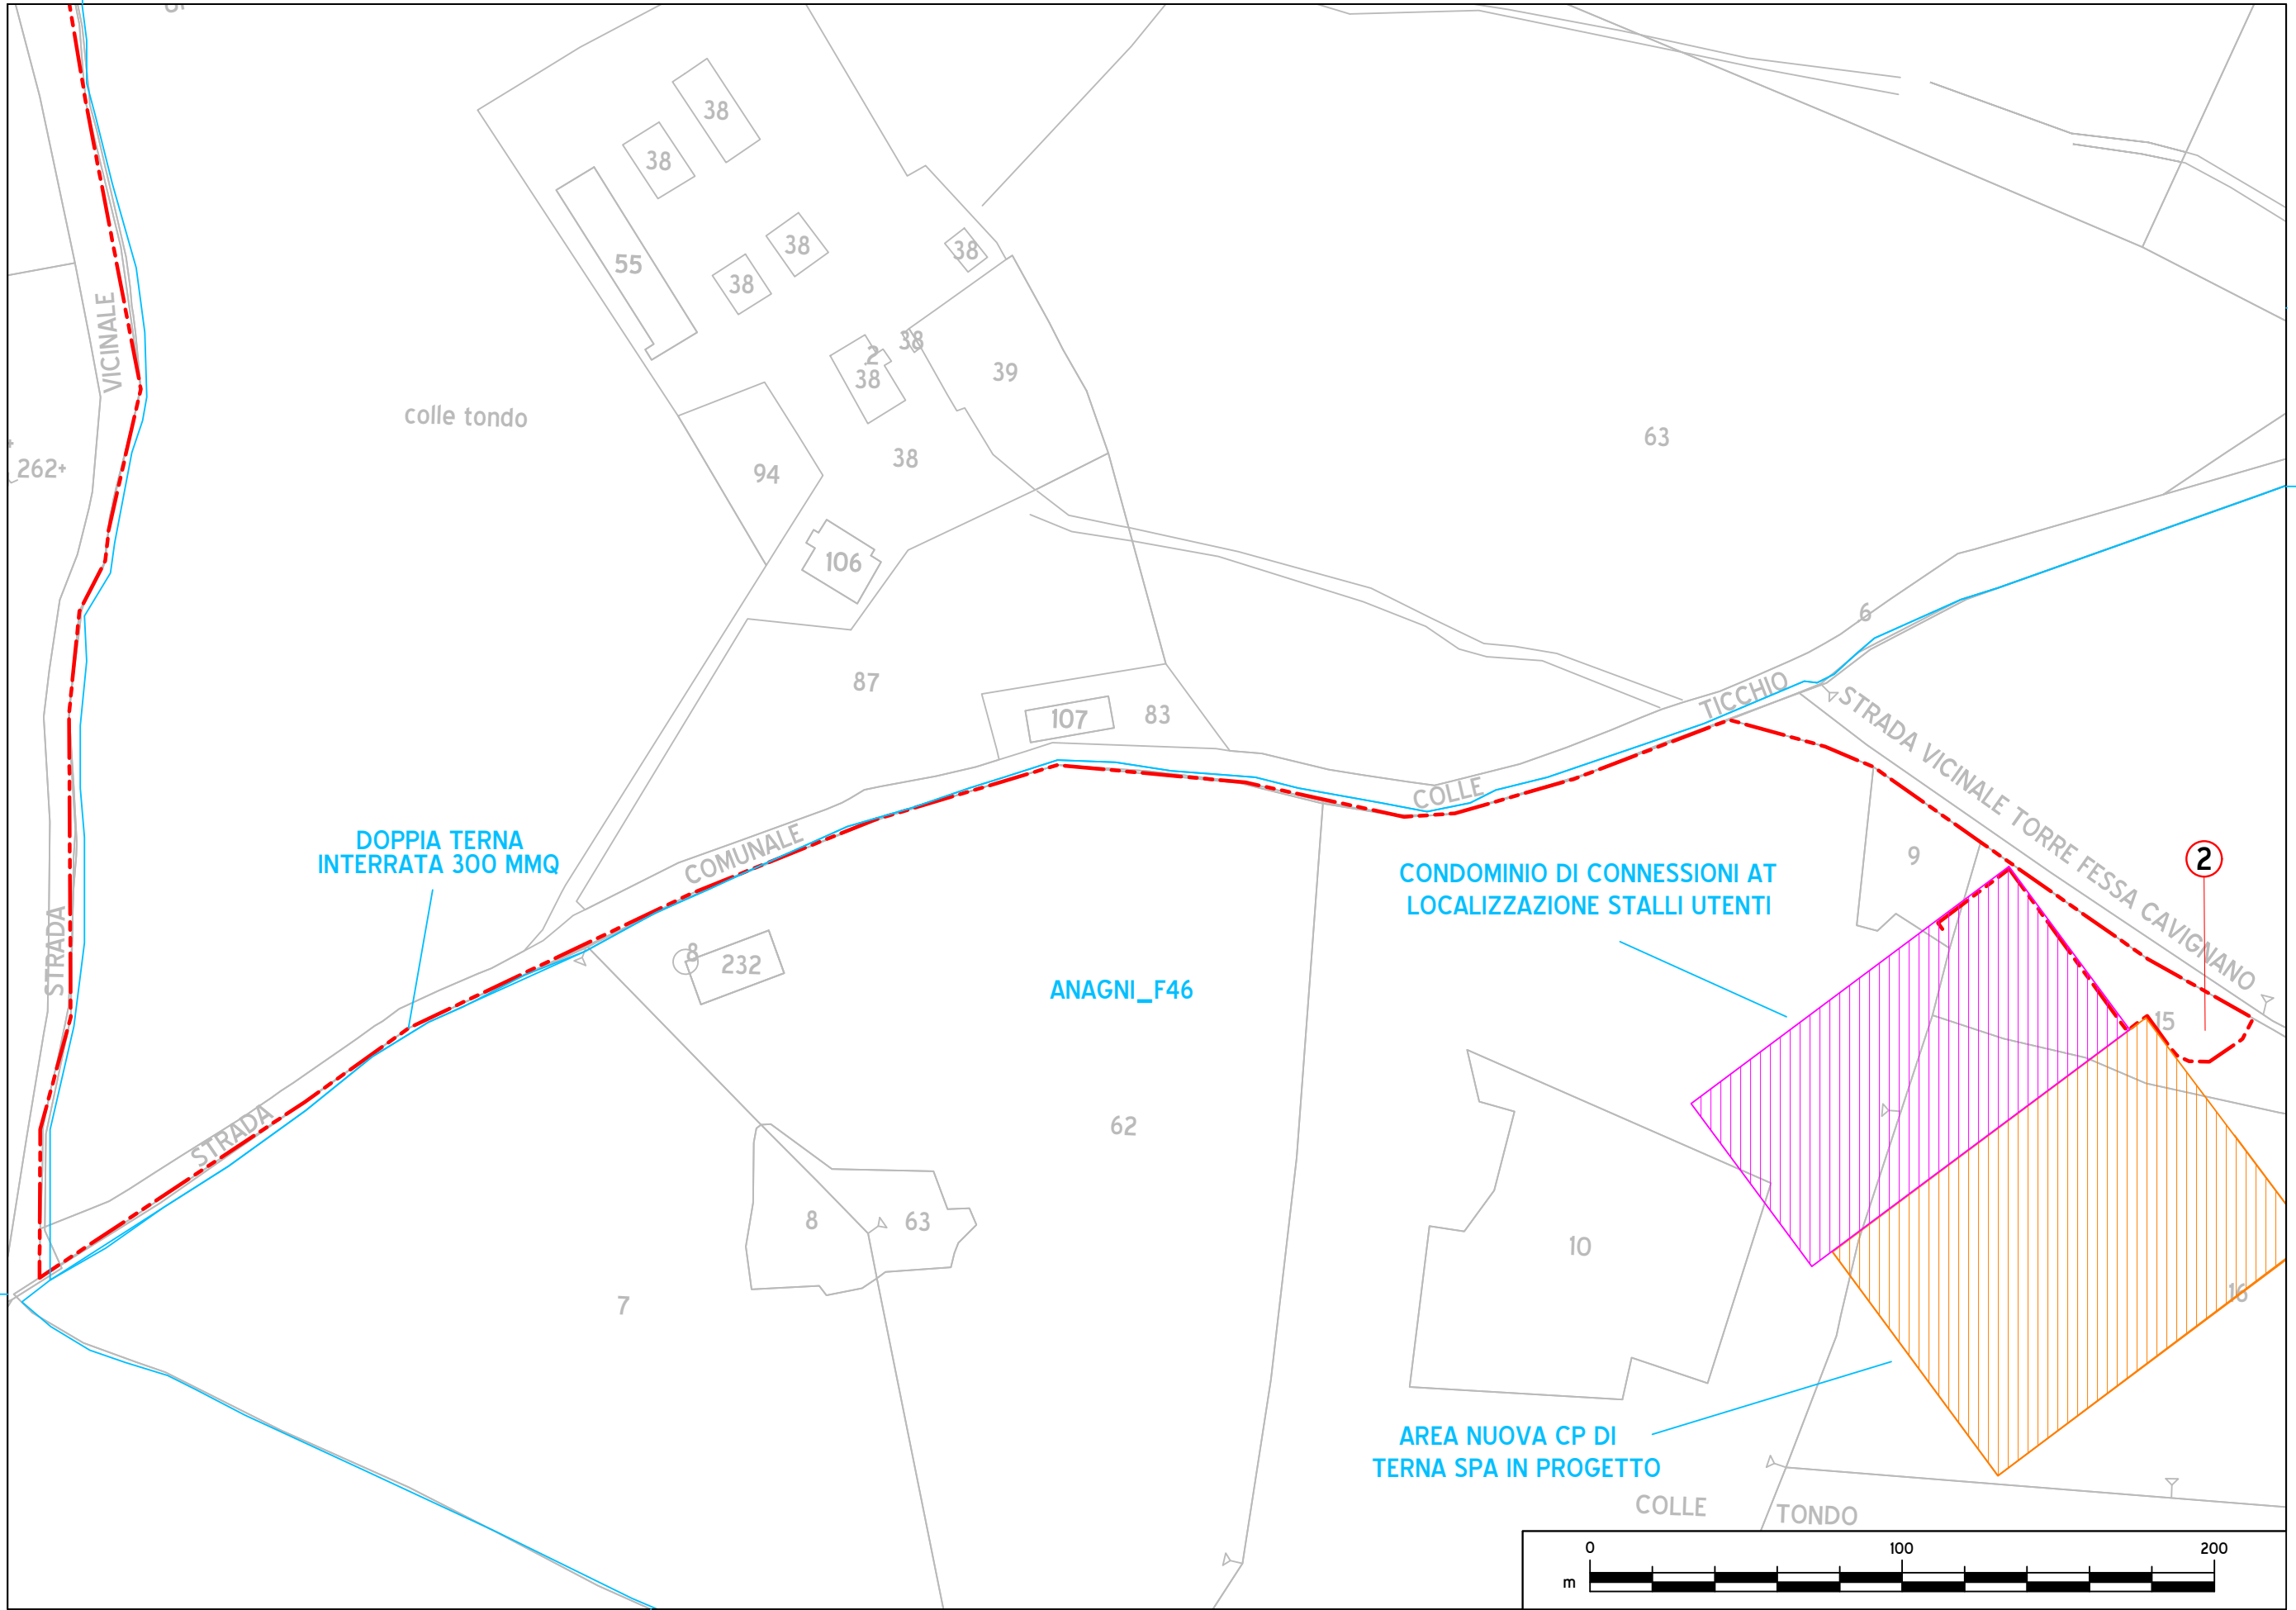 38
38
38
38
38
55
38
2
38
38
39
VICINALE
colle tondo
262+
94
38
63
106
6
87
107
83
TICCHIO
STRADA VICINALE TORRE FESSA CAVIGNANO
COLLE
COMUNALE
DOPPIA TERNA
INTERRATA 300 MMQ
9
2
CONDOMINIO DI CONNESSIONI AT
LOCALIZZAZIONE STALLI UTENTI
STRADA
8
232
ANAGNI_F46
15
STRADA
62
8
63
10
7
16
AREA NUOVA CP DI
TERNA SPA IN PROGETTO
COLLE TONDO
0 100 200
m